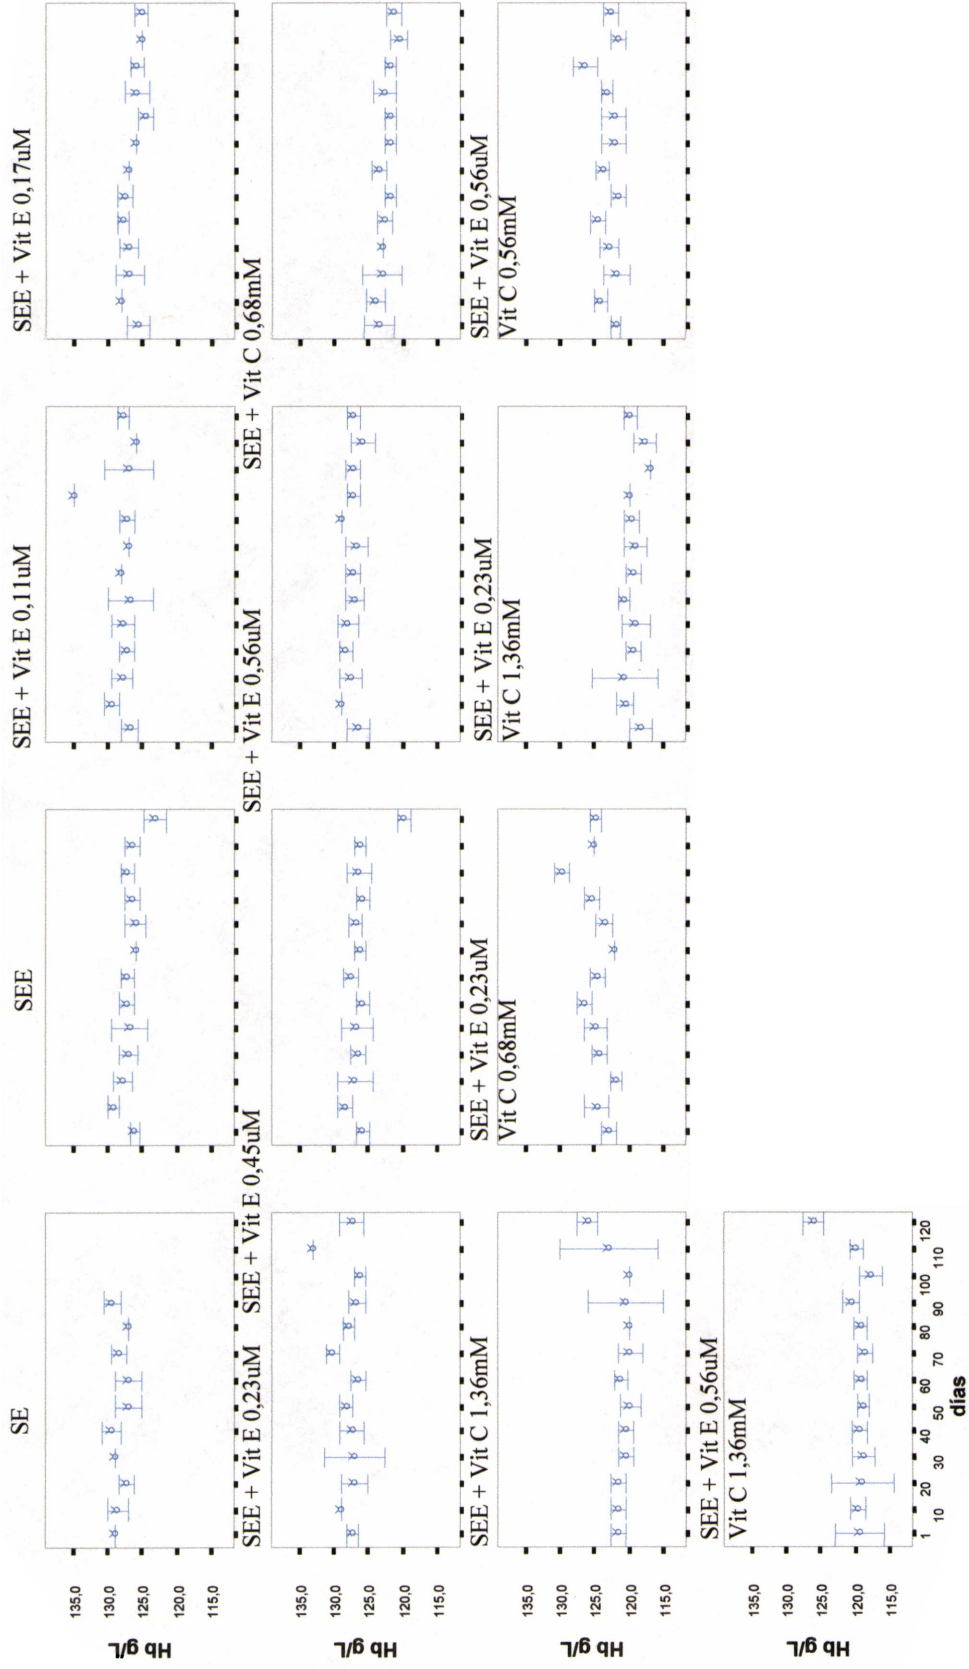 SE
SEE
SEE + Vit E 0,11uM
SEE + Vit E 0,17uM
Hb g/L
135,0
130,0
125,0
120,0
115,0
SEE + Vit E 0,23uM
SEE + Vit E 0,45uM
SEE + Vit E 0,56uM
SEE + Vit C 0,68mM
Hb g/L
135,0
130,0
125,0
120,0
115,0
SEE + Vit C 1,36mM
SEE + Vit E 0,23uM
Vit C 0,68mM
SEE + Vit E 0,23uM
Vit C 1,36mM
SEE + Vit E 0,56uM
Vit C 0,56mM
Hb g/L
135,0
130,0
125,0
120,0
115,0
SEE + Vit E 0,56uM
Vit C 1,36mM
Hb g/L
135,0
130,0
125,0
120,0
115,0
1 10 20 30 40 50 60 70 80 90 100 110 120
dias